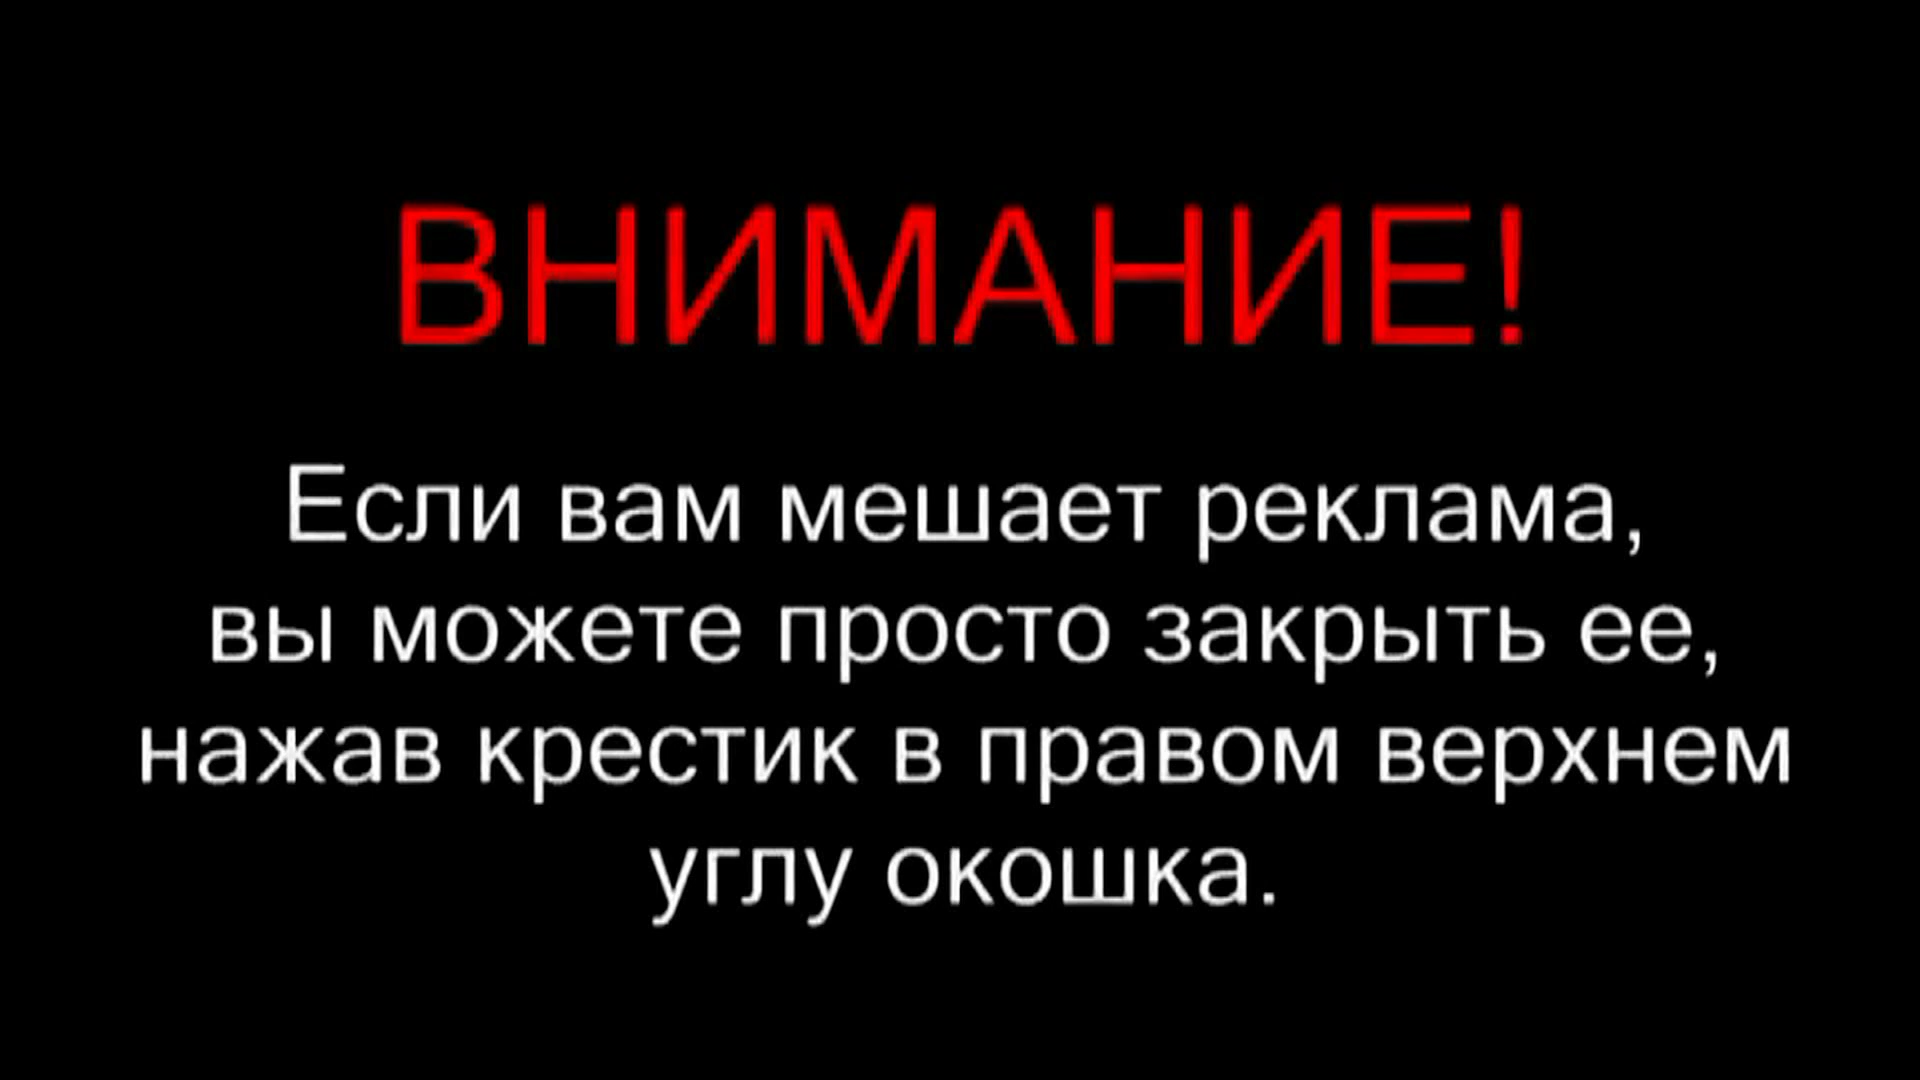 ВНИМАНИЕ!
Если вам мешает реклама,
вы можете просто закрыть ее,
нажав крестик в правом верхнем
углу окошка.